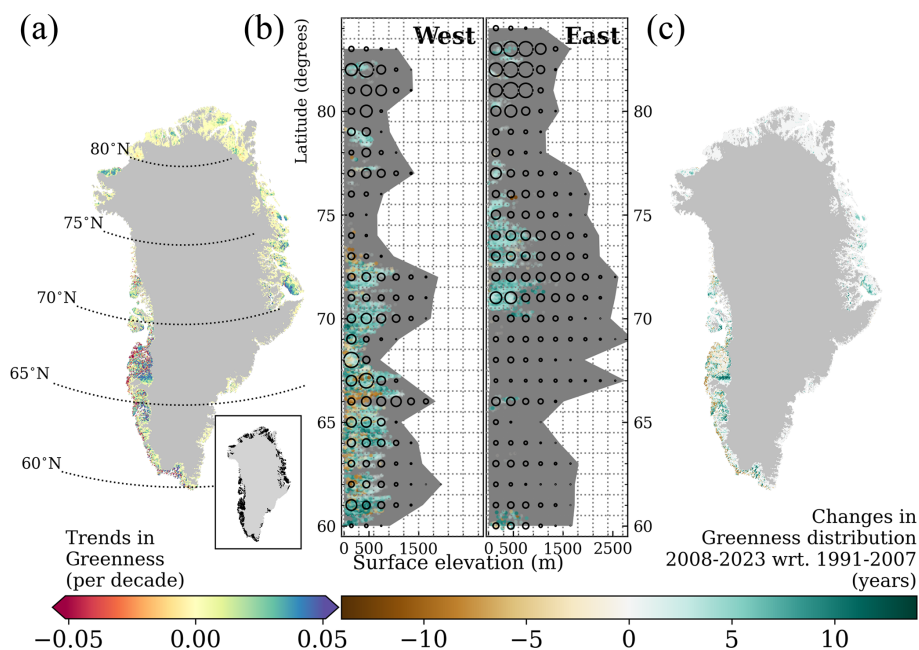 (a)
(b)
(c)
West
East
Latitude (degrees)
80
75
70
65
60
80
75
70
65
60
80°N
75°N
70°N
65°N
60°N
0 500 1500
0 500 1500 2500
Surface elevation (m)
Trends in
Greenness
(per decade)
−0.05 0.00 0.05
Changes in
Greenness distribution
2008-2023 wrt. 1991-2007
(years)
−10 −5 0 5 10